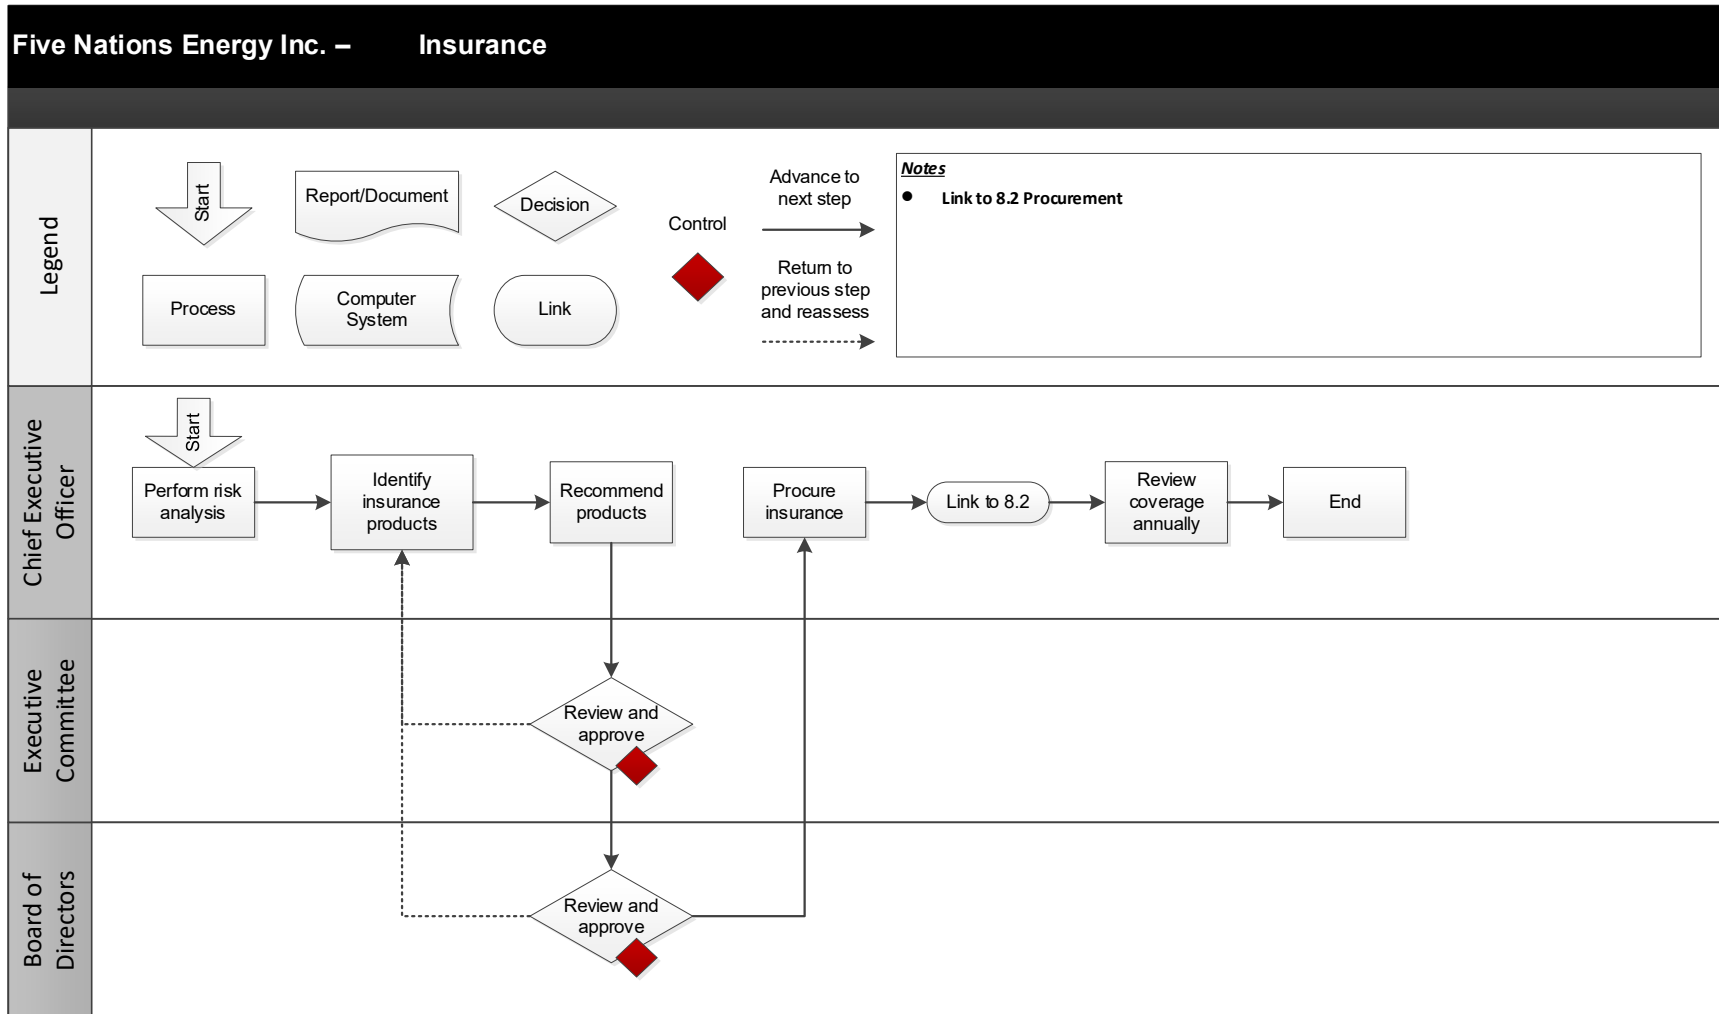 Five Nations Energy Inc. – Insurance
Legend
Start
Report/Document
Decision
Control
Advance to
next step
Process
Computer
System
Link
Return to
previous step
and reassess
Notes
● Link to 8.2 Procurement
Chief Executive
Officer
Start
Perform risk
analysis
Identify
insurance
products
Recommend
products
Procure
insurance
Link to 8.2
Review
coverage
annually
End
Executive
Committee
Review and
approve
Board of
Directors
Review and
approve